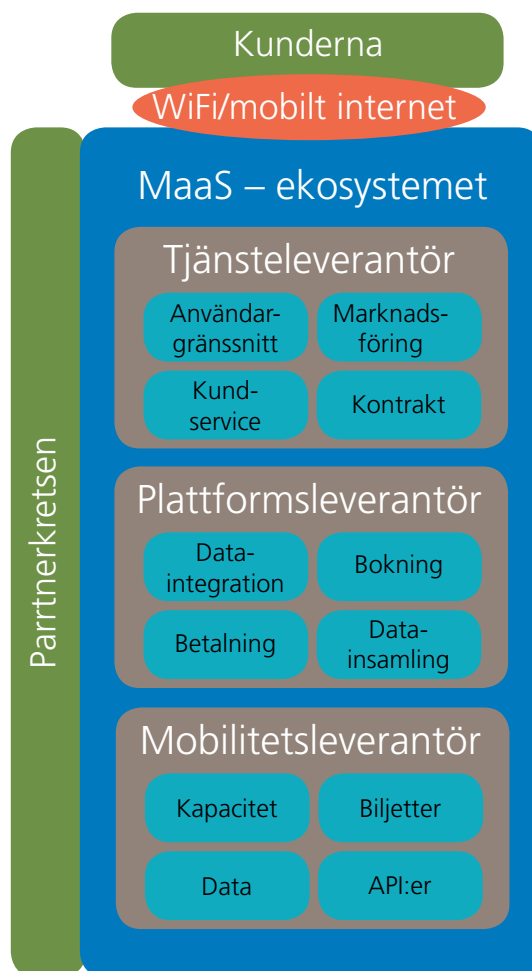 Kunderna
WiFi/mobilt internet
MaaS – ekosystemet
Tjänsteleverantör
Användar-
gränssnitt
Marknads-
föring
Kund-
service
Kontrakt
Plattformsleverantör
Data-
integration
Bokning
Betalning
Data-
insamling
Mobilitetsleverantör
Kapacitet
Biljetter
Data
API:er
Parrtnerkretsen